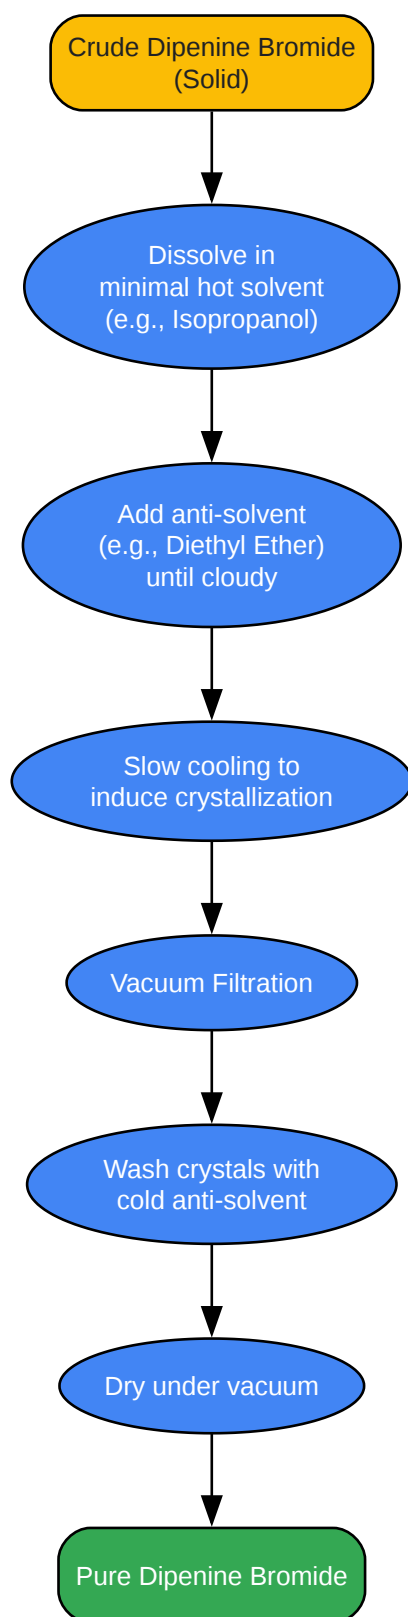 Crude Dipenine Bromide
(Solid)
Dissolve in
minimal hot solvent
(e.g., Isopropanol)
Add anti-solvent
(e.g., Diethyl Ether)
until cloudy
Slow cooling to
induce crystallization
Vacuum Filtration
Wash crystals with
cold anti-solvent
Dry under vacuum
Pure Dipenine Bromide